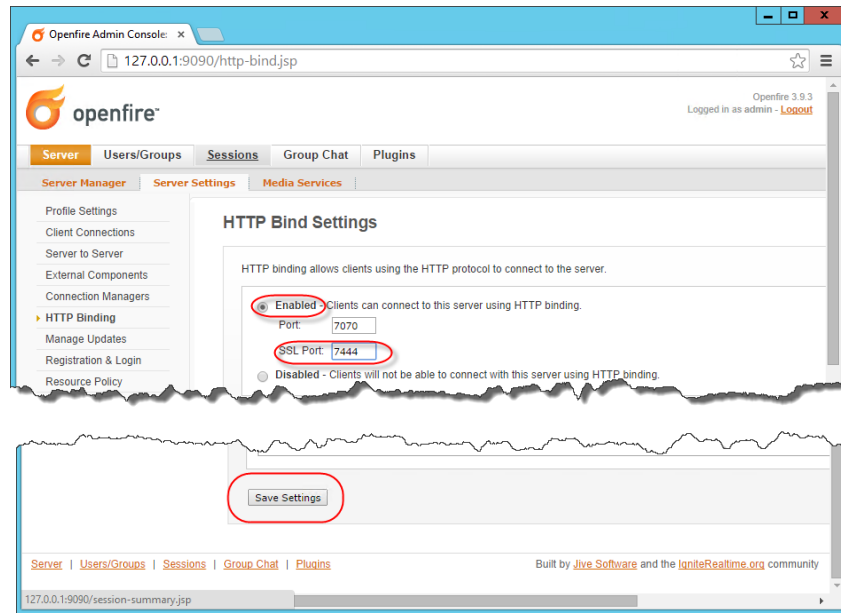 Openfire Admin Console:
127.0.0.1:9090/http-bind.jsp
openfire™
Openfire 3.9.3
Logged in as admin - Logout
Server Users/Groups Sessions Group Chat Plugins
Server Manager Server Settings Media Services
Profile Settings
Client Connections
Server to Server
External Components
Connection Managers
HTTP Binding
Manage Updates
Registration & Login
Resource Policy
HTTP Bind Settings
HTTP binding allows clients using the HTTP protocol to connect to the server.
Enabled - Clients can connect to this server using HTTP binding.
Port: 7070
SSL Port: 7444
Disabled - Clients will not be able to connect with this server using HTTP binding.
Save Settings
Server | Users/Groups | Sessions | Group Chat | Plugins
Built by Jive Software and the IgniteRealtime.org community
127.0.0.1:9090/session-summary.jsp